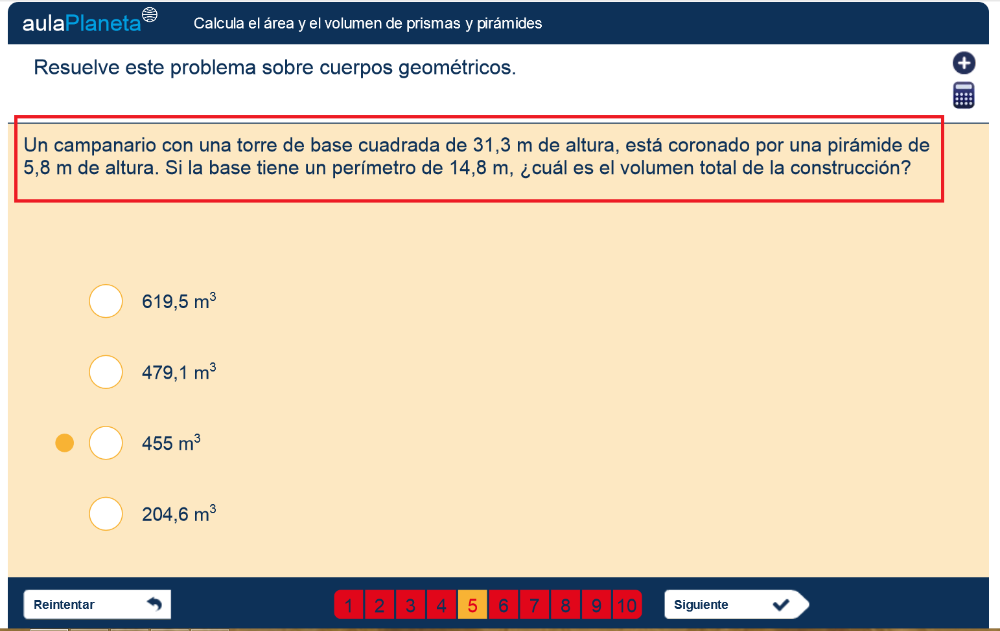 aulaPlaneta
Calcula el área y el volumen de prismas y pirámides
Resuelve este problema sobre cuerpos geométricos.
Un campanario con una torre de base cuadrada de 31,3 m de altura, está coronado por una pirámide de
5,8 m de altura. Si la base tiene un perímetro de 14,8 m, ¿cuál es el volumen total de la construcción?
619,5 m³
479,1 m³
455 m³
204,6 m³
Reintentar
1 2 3 4 5 6 7 8 9 10
Siguiente